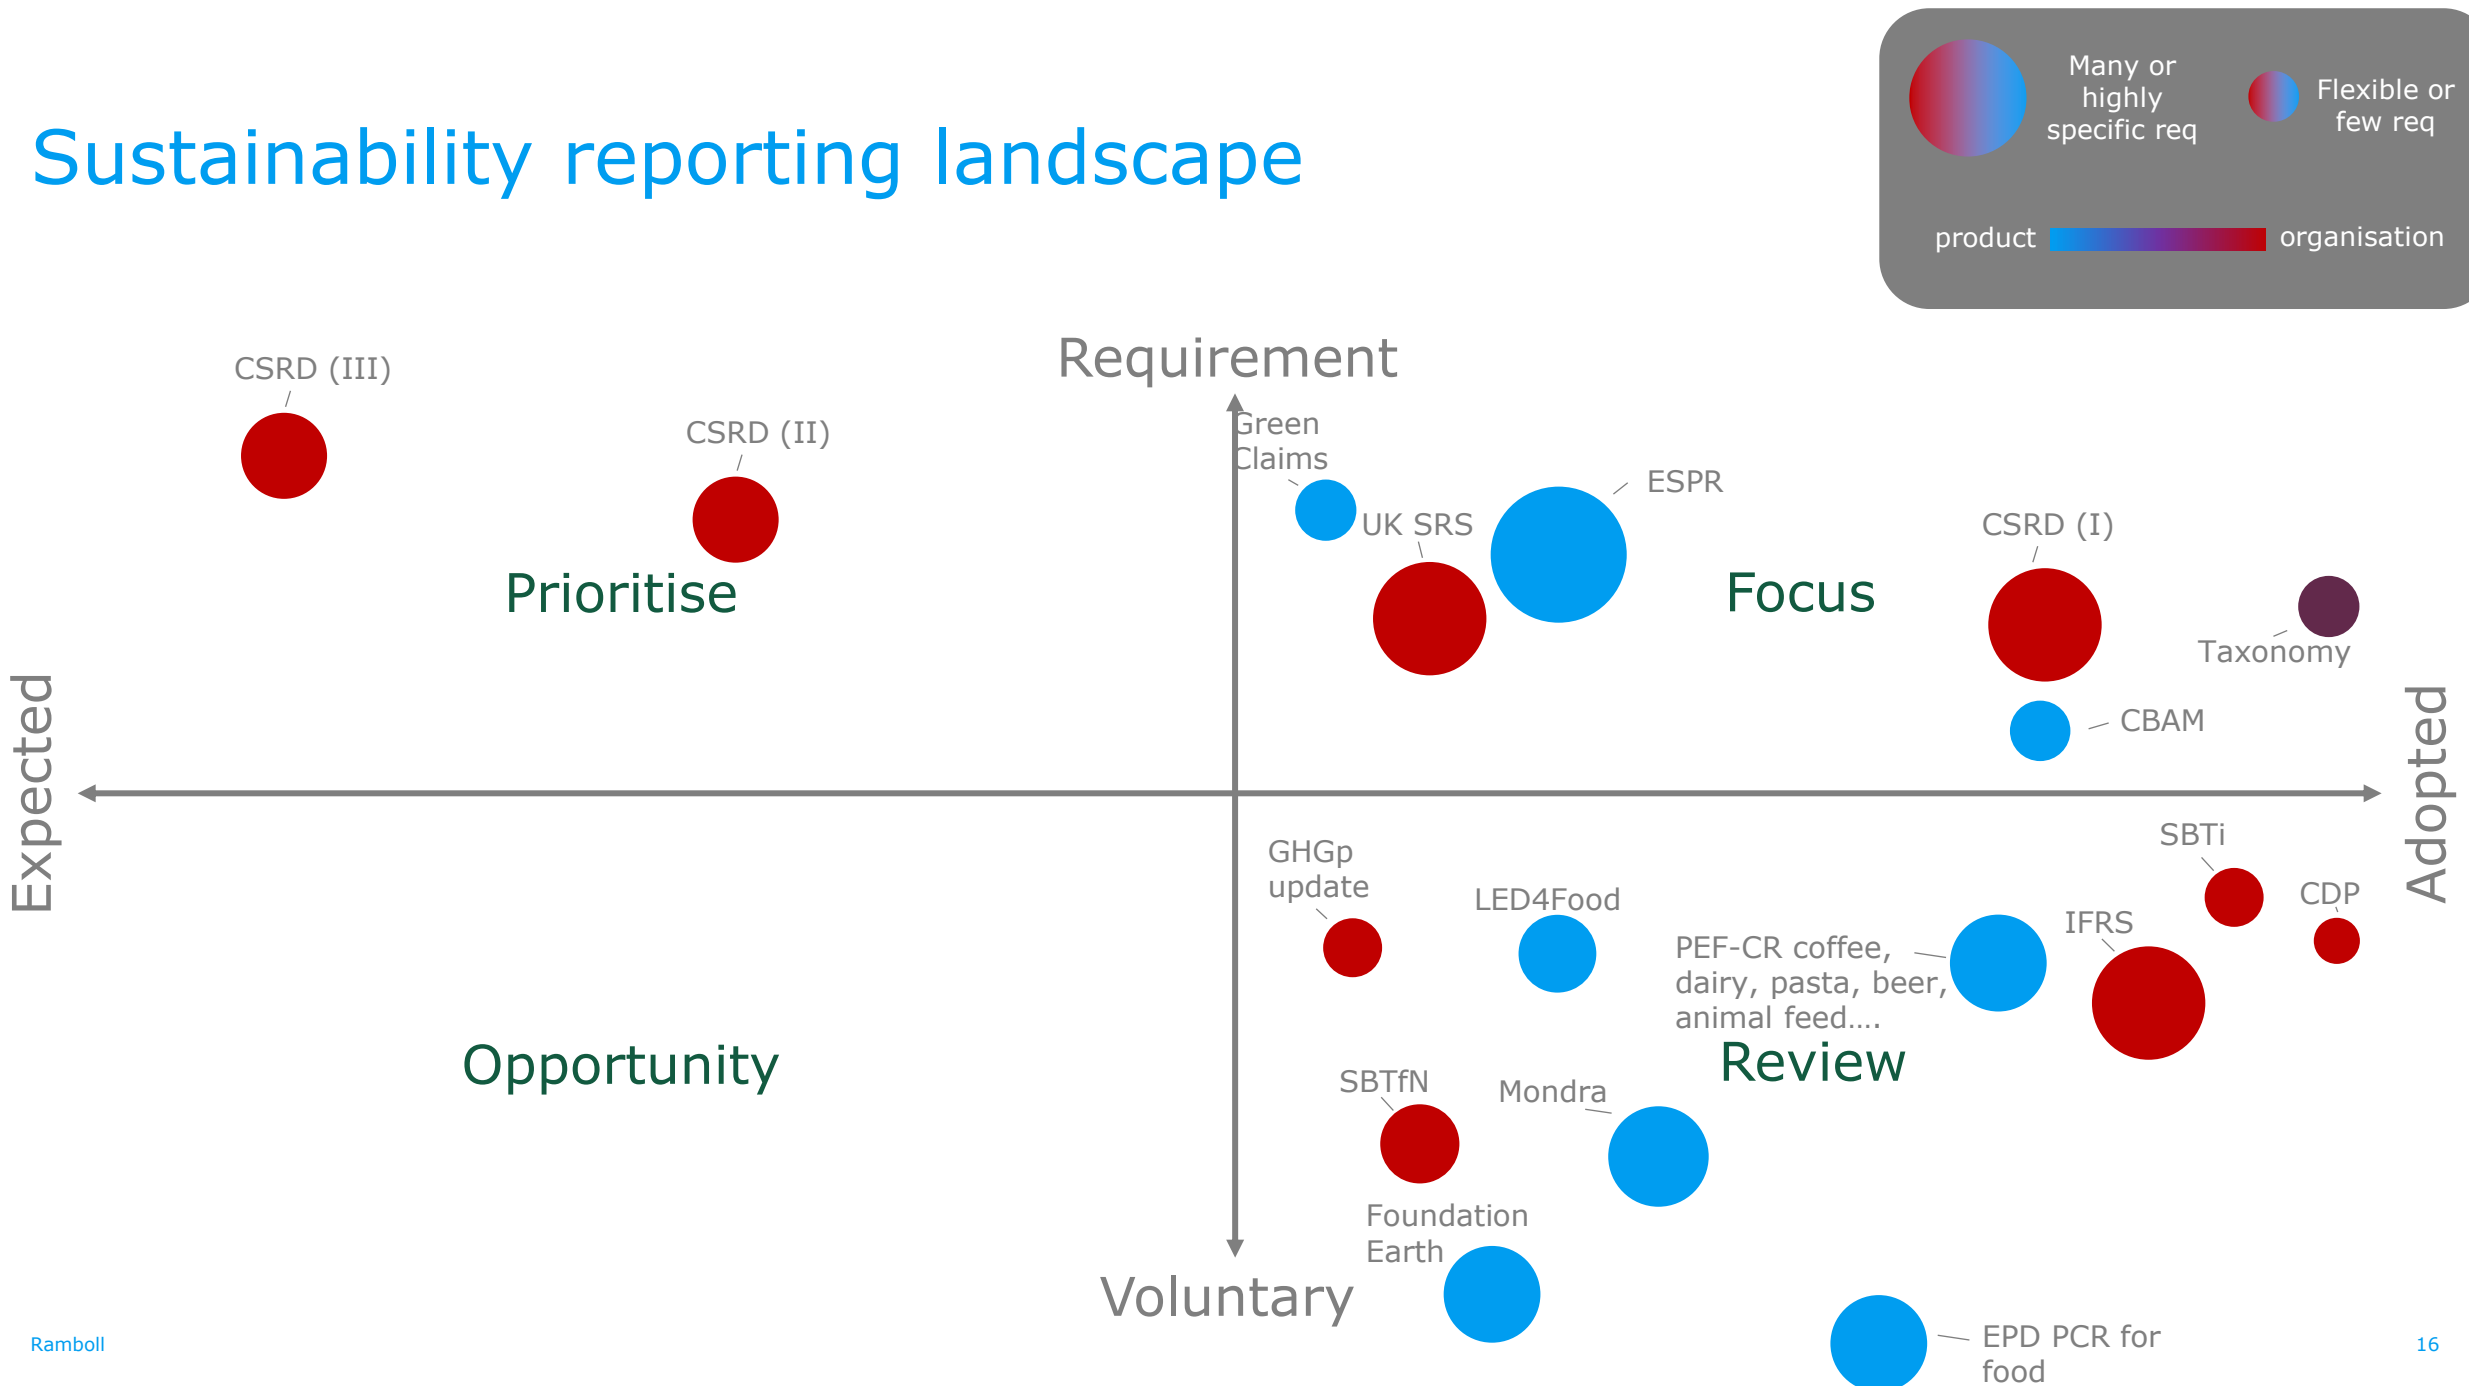 Many or
highly
specific req
Flexible or
few req
product
organisation
Sustainability reporting landscape
Requirement
CSRD (III)
CSRD (II)
Green
Claims
ESPR
UK SRS
CSRD (I)
Prioritise
Focus
Taxonomy
CBAM
Expected
Adopted
SBTi
GHGp
update
LED4Food
CDP
IFRS
PEF-CR coffee,
dairy, pasta, beer,
animal feed….
Opportunity
Review
SBTfN
Mondra
Foundation
Earth
Voluntary
EPD PCR for
food
Ramboll
16